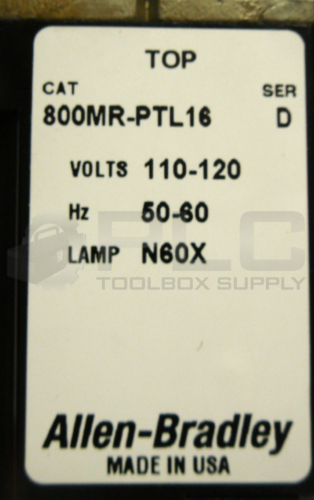 TOP
CAT SER
800MR-PTL16 D
VOLTS 110-120
Hz 50-60
LAMP N60X
PLC
TOOLBOX SUPPLY
Allen-Bradley
MADE IN USA